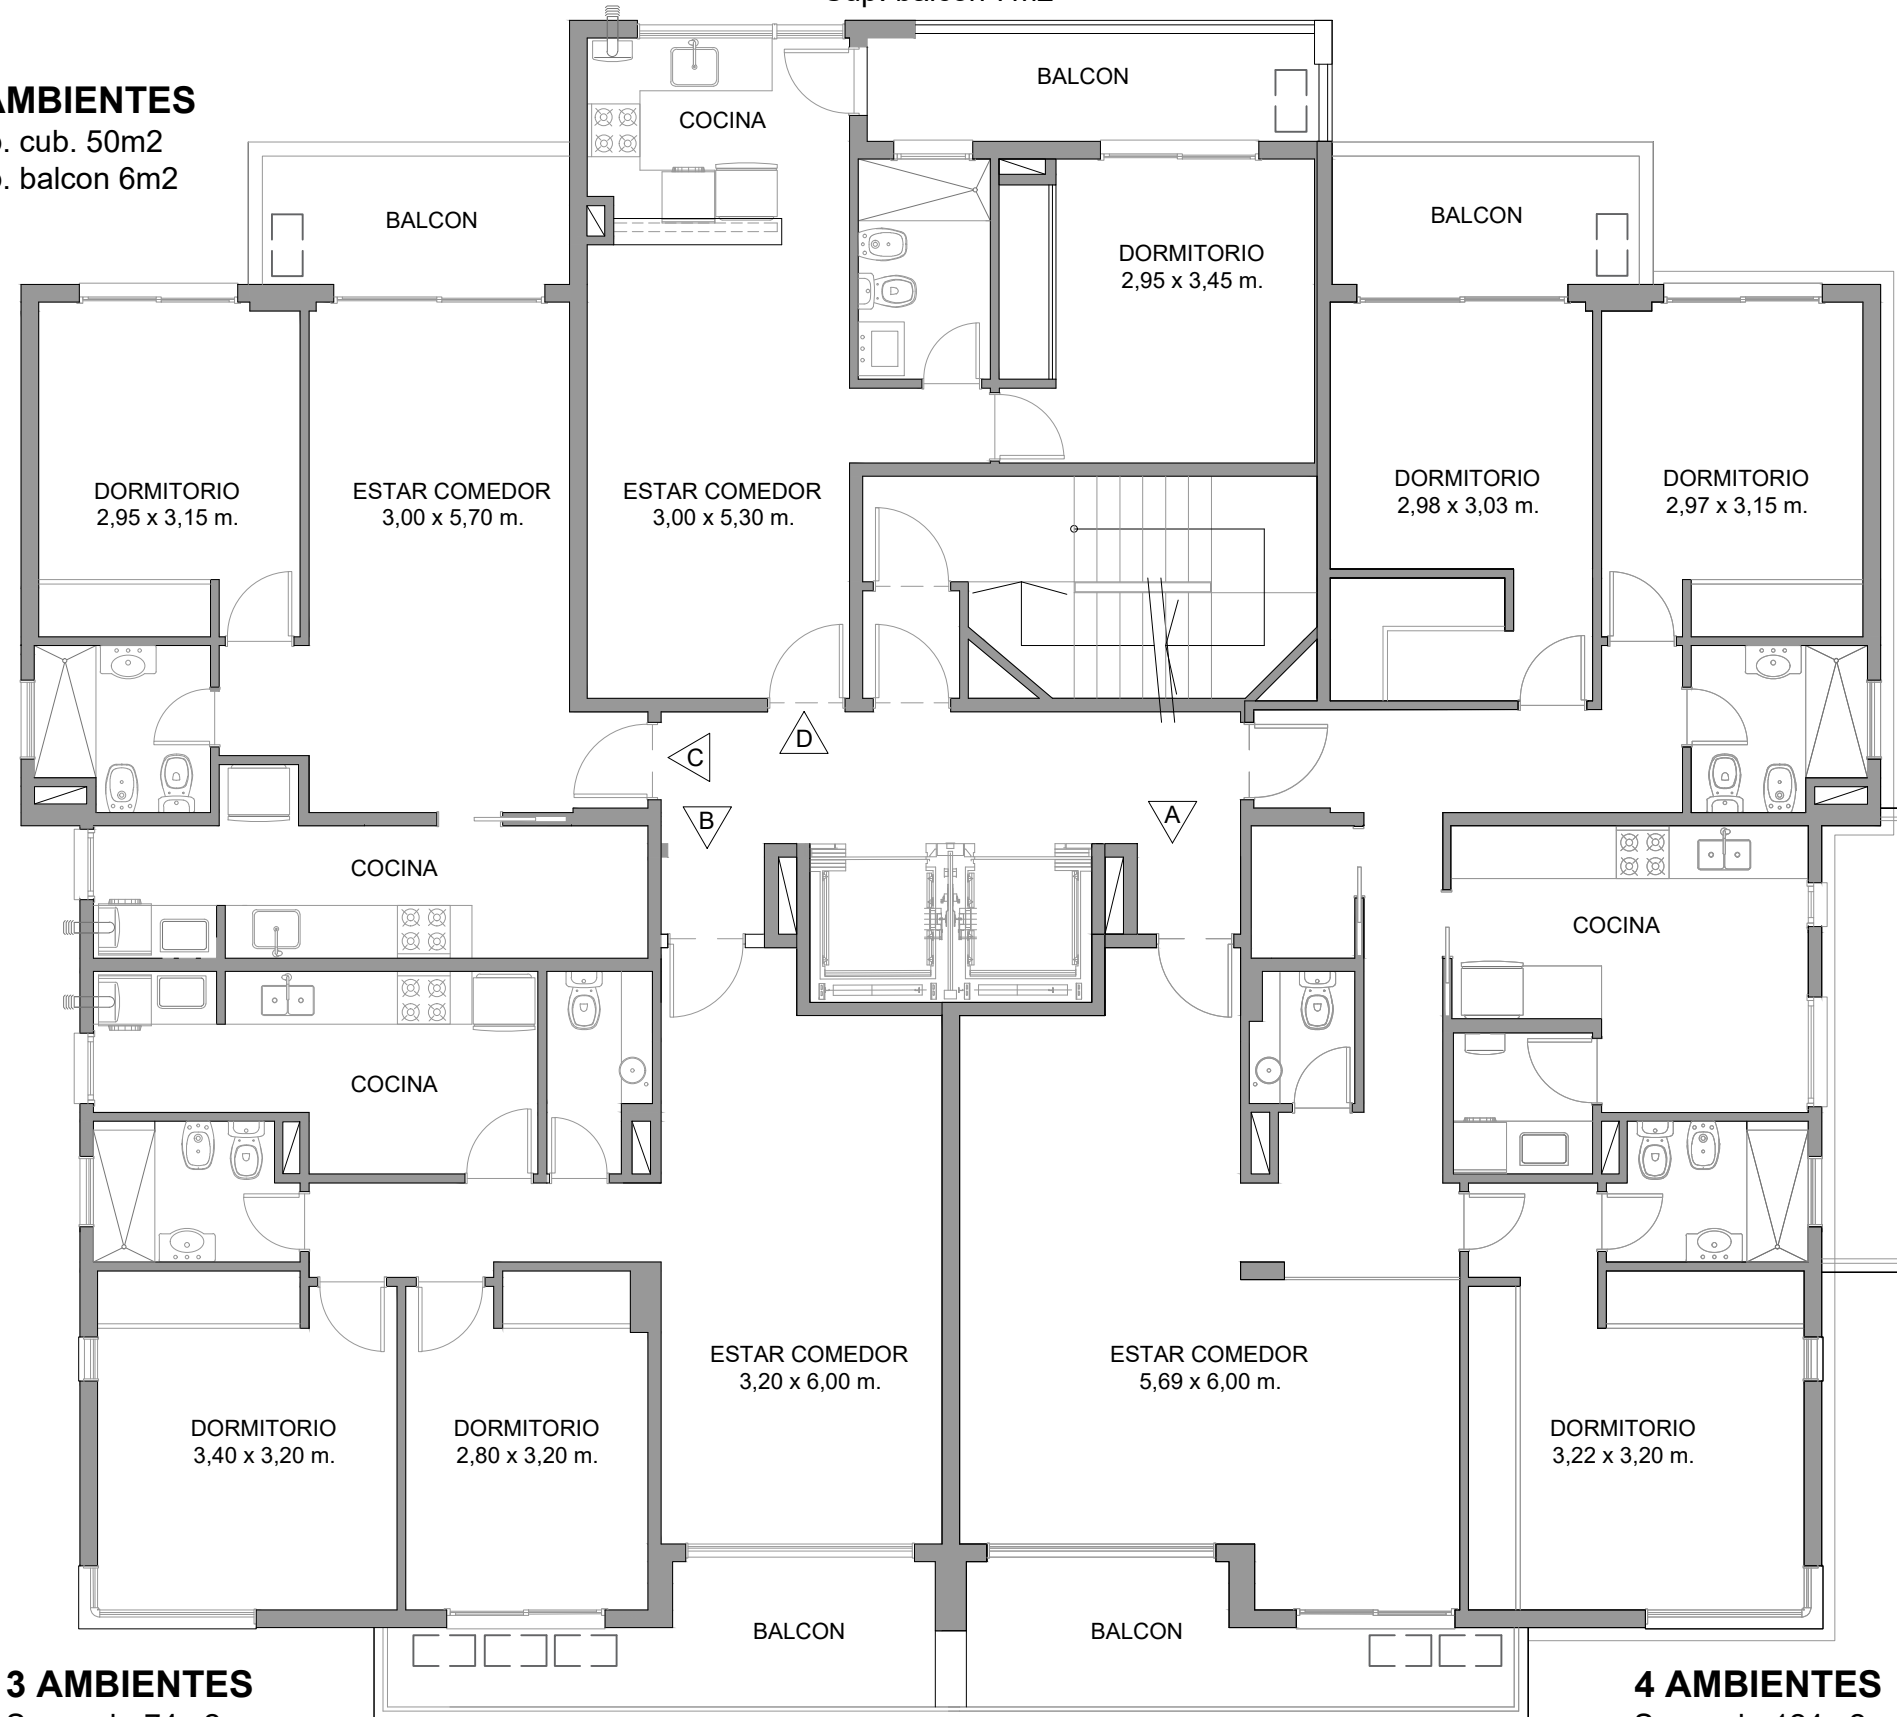 Sup. balcon 7m2
AMBIENTES
cub. 50m2
balcon 6m2
BALCON
COCINA
BALCON
BALCON
DORMITORIO
2,95 x 3,45 m.
BALCON
DORMITORIO
2,95 x 3,15 m.
ESTAR COMEDOR
3,00 x 5,70 m.
ESTAR COMEDOR
3,00 x 5,30 m.
DORMITORIO
2,98 x 3,03 m.
DORMITORIO
2,97 x 3,15 m.
D
C
B
A
COCINA
COCINA
COCINA
ESTAR COMEDOR
3,20 x 6,00 m.
ESTAR COMEDOR
5,69 x 6,00 m.
DORMITORIO
3,40 x 3,20 m.
DORMITORIO
2,80 x 3,20 m.
DORMITORIO
3,22 x 3,20 m.
BALCON
BALCON
3 AMBIENTES
4 AMBIENTES